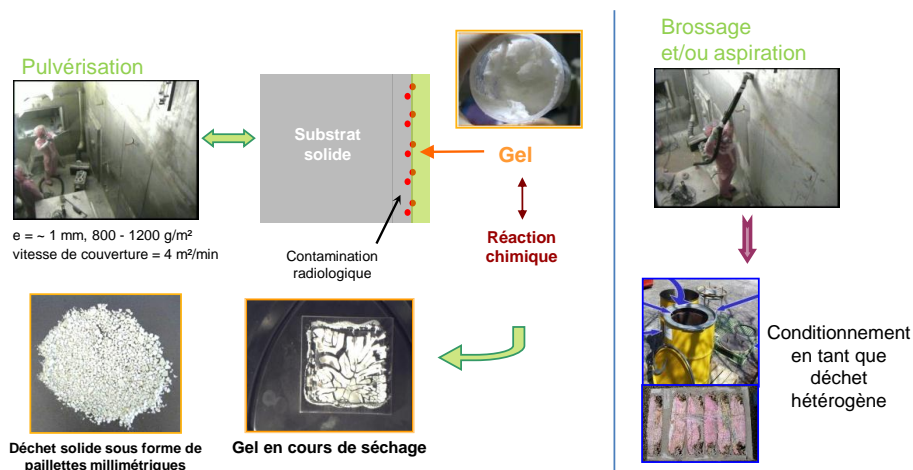 Pulvérisation
e = ~ 1 mm, 800 - 1200 g/m²
vitesse de couverture = 4 m²/min
Substrat
solide
Gel
Contamination
radiologique
Réaction
chimique
Déchet solide sous forme de
paillettes millimétriques
Gel en cours de séchage
Brossage
et/ou aspiration
Conditionnement
en tant que
déchet
hétérogène